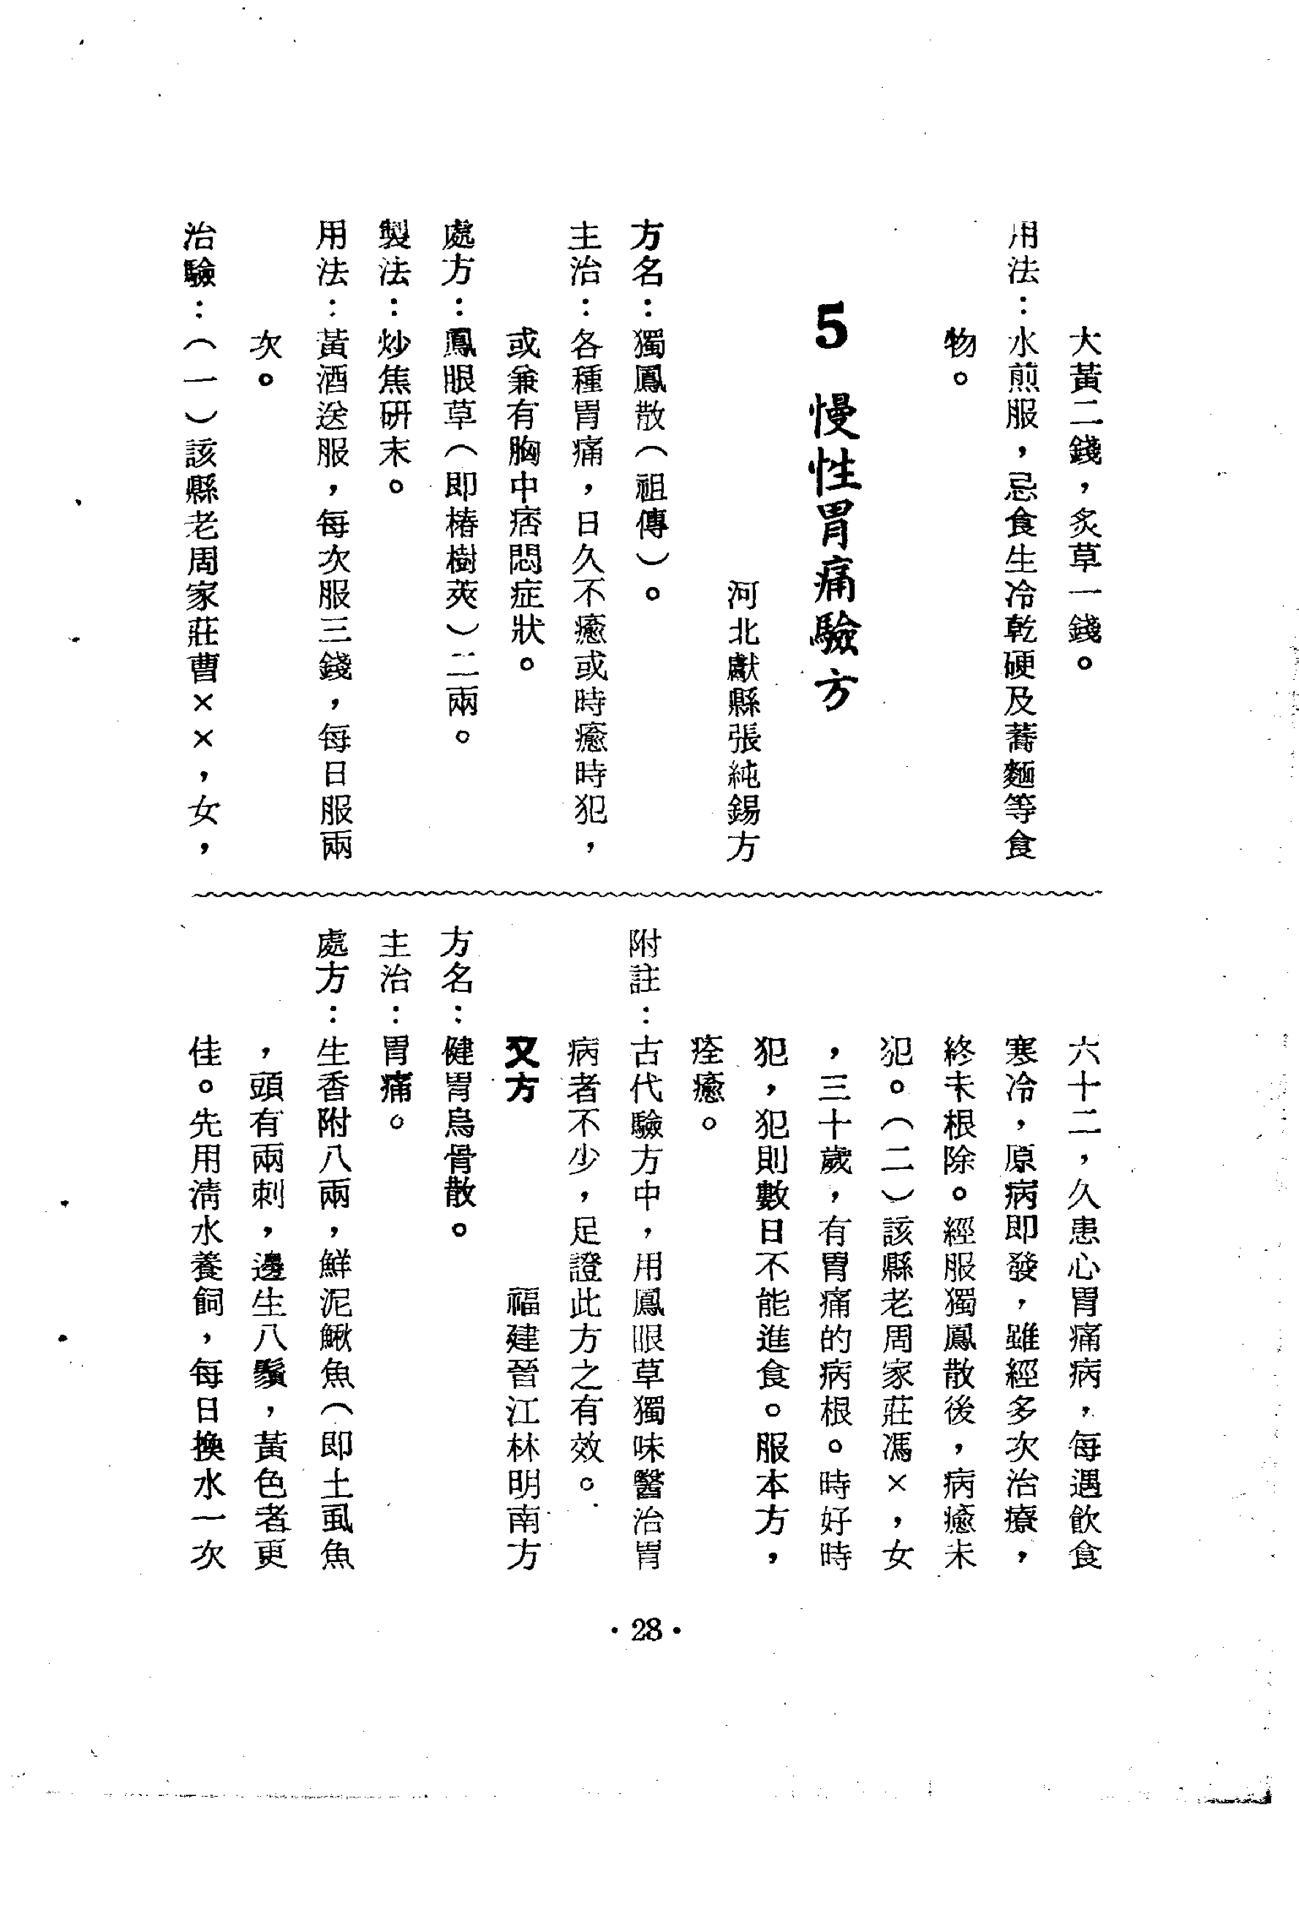 大黃二錢，炙草一錢。
用法：水煎服，忌食生冷乾硬及蕎麵等食
物。
5 慢性胃痛驗方
河北獻縣張純錫方
方名：獨鳳散（祖傳）。
主治：各種胃痛，日久不癒或時癒時犯，
或兼有胸中痞悶症狀。
處方：鳳眼草（即椿樹莢）二兩。
製法：炒焦研末。
用法：黃酒送服，每次服三錢，每日服兩
次。
治驗：（一）該縣老周家莊曹××，女，
六十二，久患心胃痛病，每遇飲食
寒冷，原病即發，雖經多次治療，
終未根除。經服獨鳳散後，病癒未
犯。（二）該縣老周家莊馮×，女
，三十歲，有胃痛的病根。時好時
犯，犯則數日不能進食。服本方，
痊癒。
附註：古代驗方中，用鳳眼草獨味醫治胃
病者不少，足證此方之有效。
又方
福建晉江林明南方
方名：健胃烏骨散。
主治：胃痛。
處方：生香附八兩，鮮泥鰍魚（即土虱魚
，頭有兩刺，邊生八鬚，黃色者更
佳。先用淸水養飼，每日換水一次
·28·